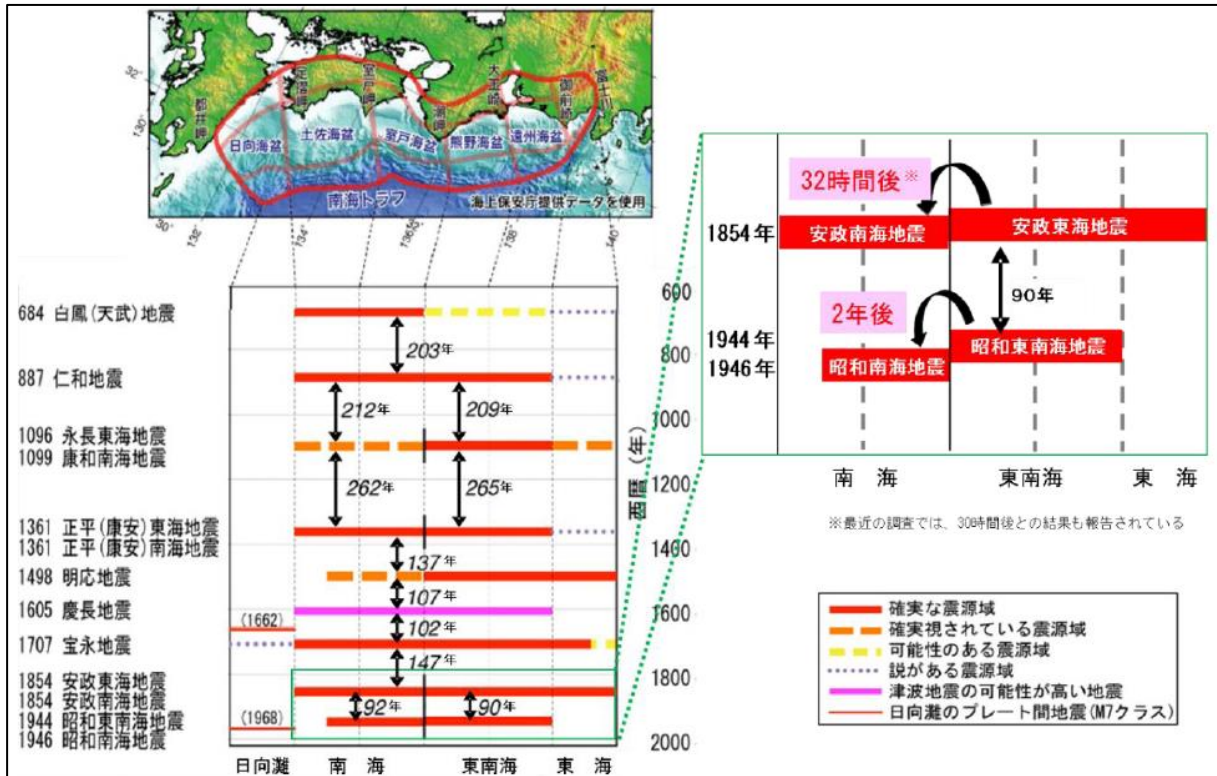 32°
130°
都井岬
足摺岬
室戸岬
潮岬
大王崎
御前崎
富士川
日向海盆
土佐海盆
室戸海盆
熊野海盆
遠州海盆
南海トラフ
海上保安庁提供データを使用
30°
132°
134°
136°
138°
140°
684 白鳳(天武)地震
887 仁和地震
1096 永長東海地震
1099 康和南海地震
1361 正平(康安)東海地震
1361 正平(康安)南海地震
1498 明応地震
1605 慶長地震
1707 宝永地震
1854 安政東海地震
1854 安政南海地震
1944 昭和東南海地震
1946 昭和南海地震
203年
212年
209年
262年
265年
137年
107年
102年
147年
92年
90年
(1662)
(1968)
日向灘
南 海
東南海
東 海
600
800
1000
1200
1400
1600
1800
2000
西暦(年)
32時間後※
1854年
安政南海地震
安政東海地震
90年
2年後
1944年
1946年
昭和東南海地震
昭和南海地震
南 海
東南海
東 海
※最近の調査では、30時間後との結果も報告されている
確実な震源域
確実視されている震源域
可能性のある震源域
説がある震源域
津波地震の可能性が高い地震
日向灘のプレート間地震(M7クラス)